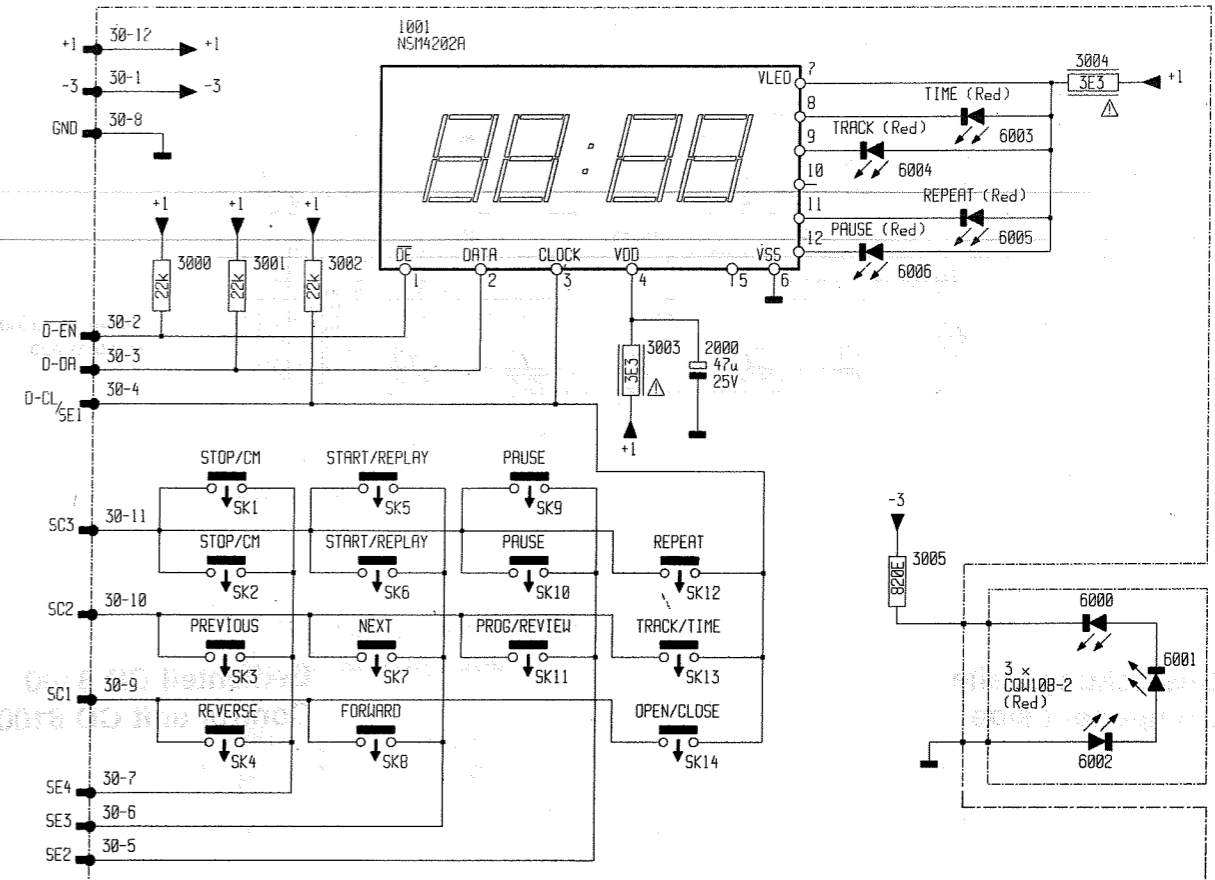 1001
NSM4202A
+1 30-12 +1
-3 30-1 -3
GND 30-8
VLED 7
3004
3E3
+1
TIME (Red)
8
6003
TRACK (Red)
9
6004
10
REPEAT (Red)
11
6005
PAUSE (Red)
12
6006
DE DATA CLOCK VDD VSS
1 2 3 4 5 6
+1 +1 +1
3000 3001 3002
22k 22k 22k
D-EN 30-2
D-DA 30-3
D-CL/SE1 30-4
3003
3E3
+1
2000
47u
25V
STOP/CM START/REPLAY PAUSE
SK1 SK5 SK9
SC3 30-11
STOP/CM START/REPLAY PAUSE REPEAT
SK2 SK6 SK10 SK12
SC2 30-10
PREVIOUS NEXT PROG/REVIEW TRACK/TIME
SK3 SK7 SK11 SK13
SC1 30-9
REVERSE FORWARD OPEN/CLOSE
SK4 SK8 SK14
SE4 30-7
SE3 30-6
SE2 30-5
-3
3005
820E
6000
6001
3 x
CQW10B-2
(Red)
6002